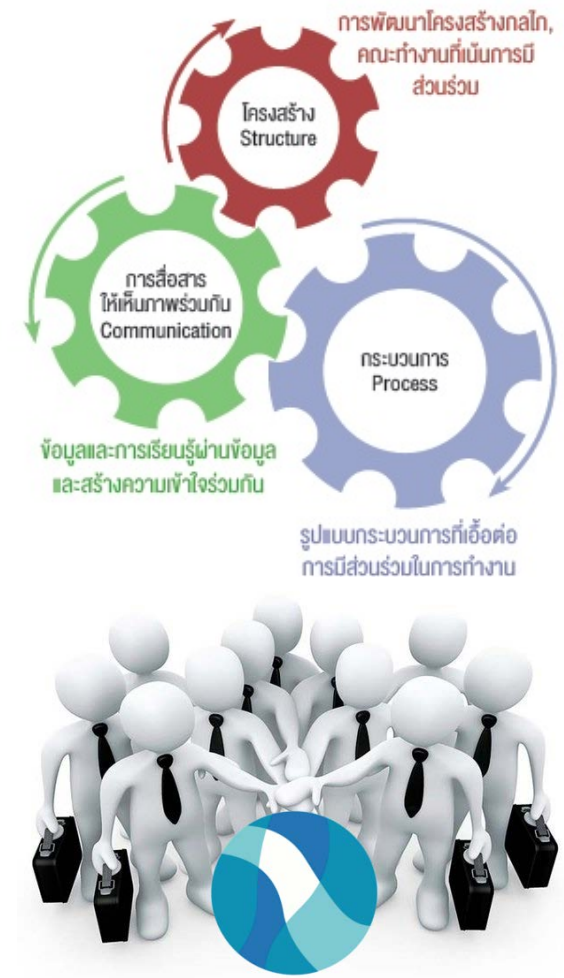 การพัฒนาโครงสร้างกลไก,
คณะทำงานที่เน้นการมี
ส่วนร่วม
โครงสร้าง
Structure
การสื่อสาร
ให้เห็นภาพร่วมกัน
Communication
กระบวนการ
Process
ข้อมูลและการเรียนรู้ผ่านข้อมูล
และสร้างความเข้าใจร่วมกัน
รูปแบบกระบวนการที่เอื้อต่อ
การมีส่วนร่วมในการทำงาน